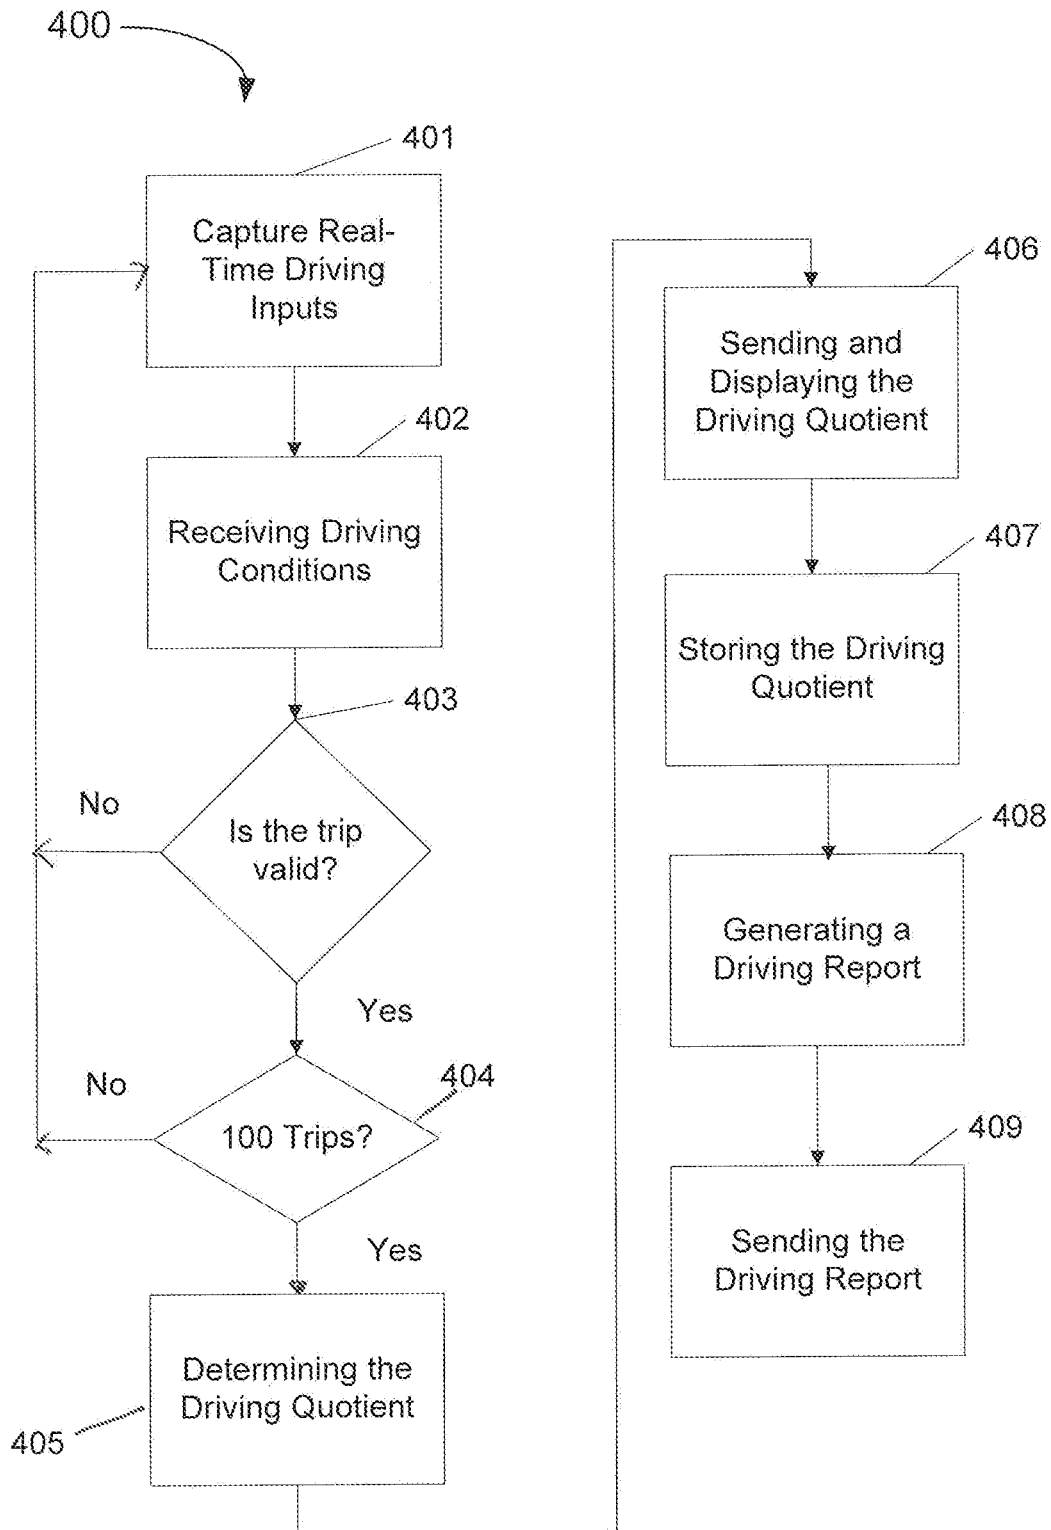 400
401
Capture Real-
Time Driving
Inputs
402
Receiving Driving
Conditions
403
Is the trip
valid?
No
Yes
404
100 Trips?
No
Yes
405
Determining the
Driving Quotient
406
Sending and
Displaying the
Driving Quotient
407
Storing the Driving
Quotient
408
Generating a
Driving Report
409
Sending the
Driving Report